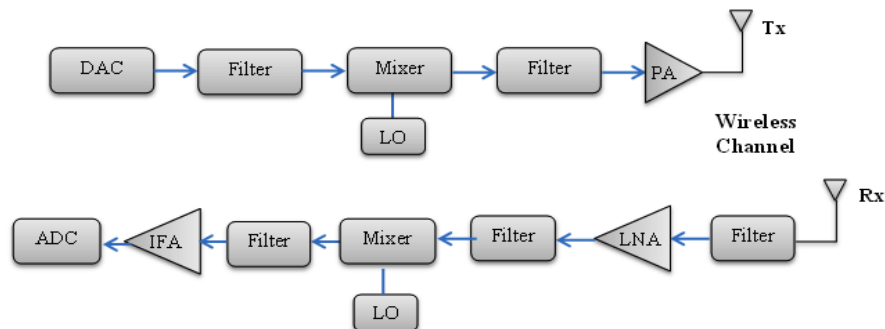 DAC
Filter
Mixer
Filter
PA
Tx
LO
Wireless
Channel
Rx
ADC
IFA
Filter
Mixer
Filter
LNA
Filter
LO